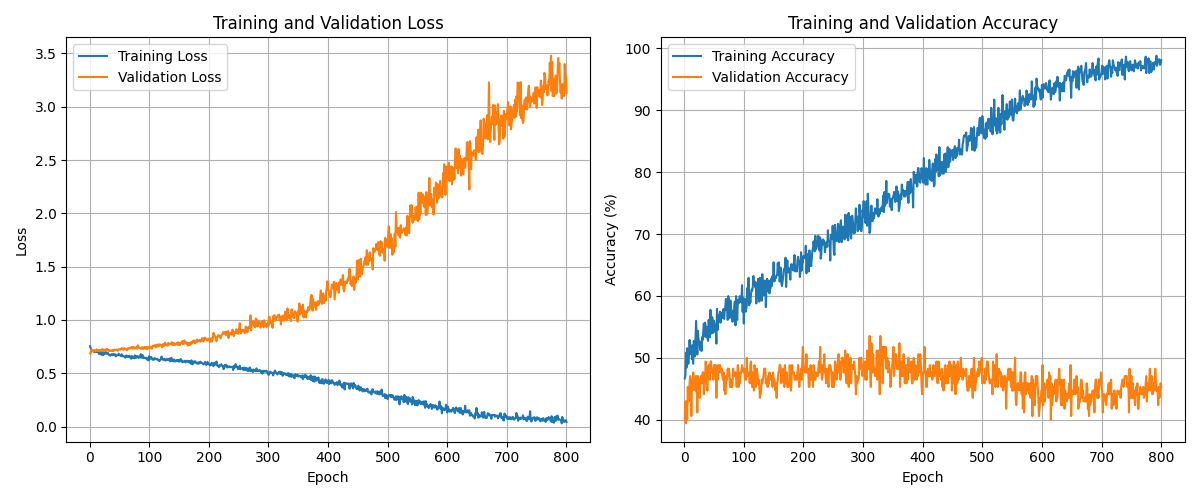 Training and Validation Loss
Training Loss
Validation Loss
3.5
3.0
2.5
2.0
1.5
1.0
0.5
0.0
Loss
0 100 200 300 400 500 600 700 800
Epoch
Training and Validation Accuracy
Training Accuracy
Validation Accuracy
100
90
80
70
60
50
40
Accuracy (%)
0 100 200 300 400 500 600 700 800
Epoch